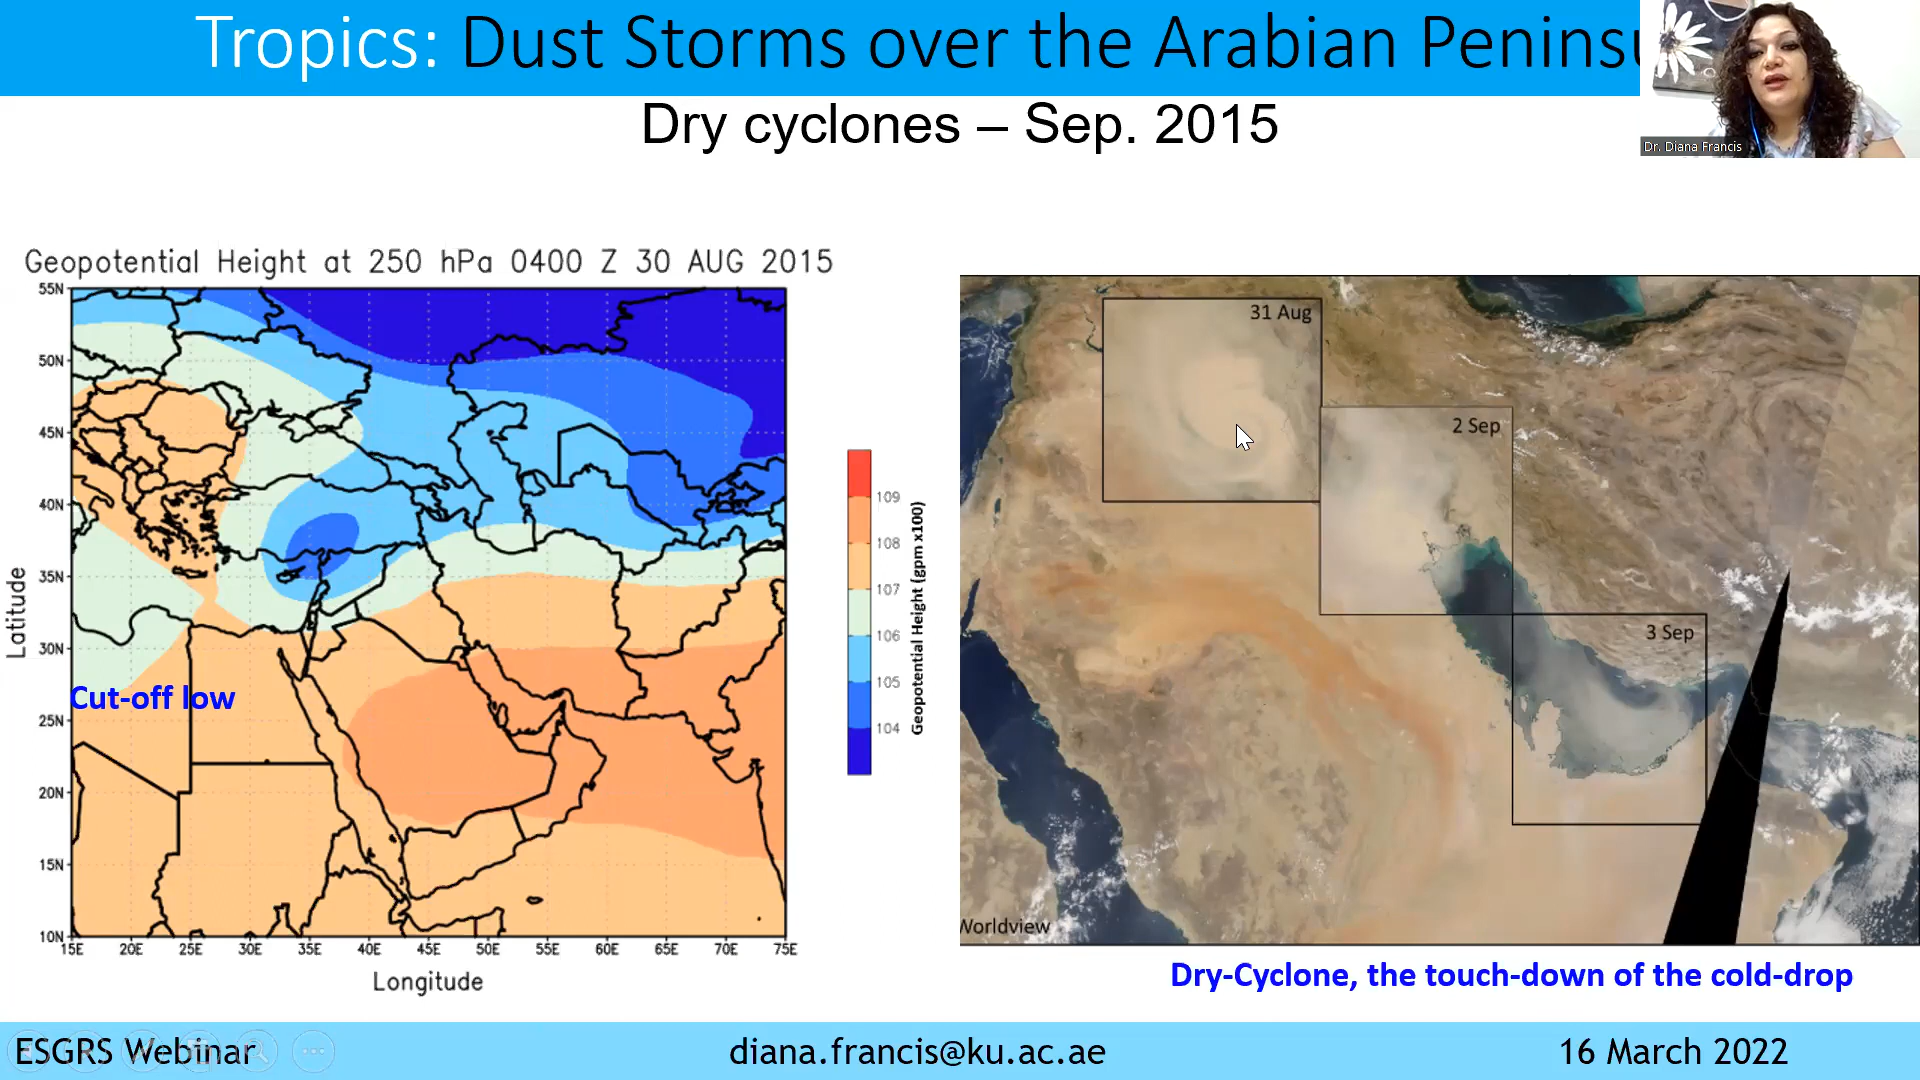 Tropics: Dust Storms over the Arabian Peninsu
Dr. Diana Francis
Dry cyclones – Sep. 2015
Geopotential Height at 250 hPa 0400 Z 30 AUG 2015
55N
50N
45N
40N
35N
30N
25N
20N
15N
10N
Latitude
15E 20E 25E 30E 35E 40E 45E 50E 55E 60E 65E 70E 75E
Longitude
Cut-off low
109
108
107
106
105
104
Geopotential Height (gpm x100)
31 Aug
2 Sep
3 Sep
Worldview
Dry-Cyclone, the touch-down of the cold-drop
ESGRS Webinar
diana.francis@ku.ac.ae
16 March 2022